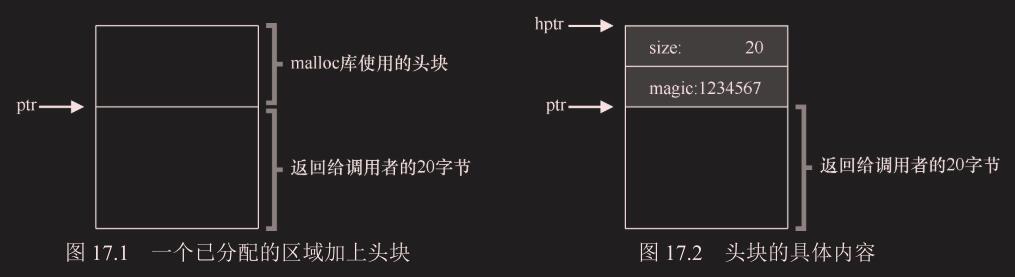 malloc库使用的头块
ptr
返回给调用者的20字节
图 17.1 一个已分配的区域加上头块
hptr
size: 20
magic:1234567
ptr
返回给调用者的20字节
图 17.2 头块的具体内容